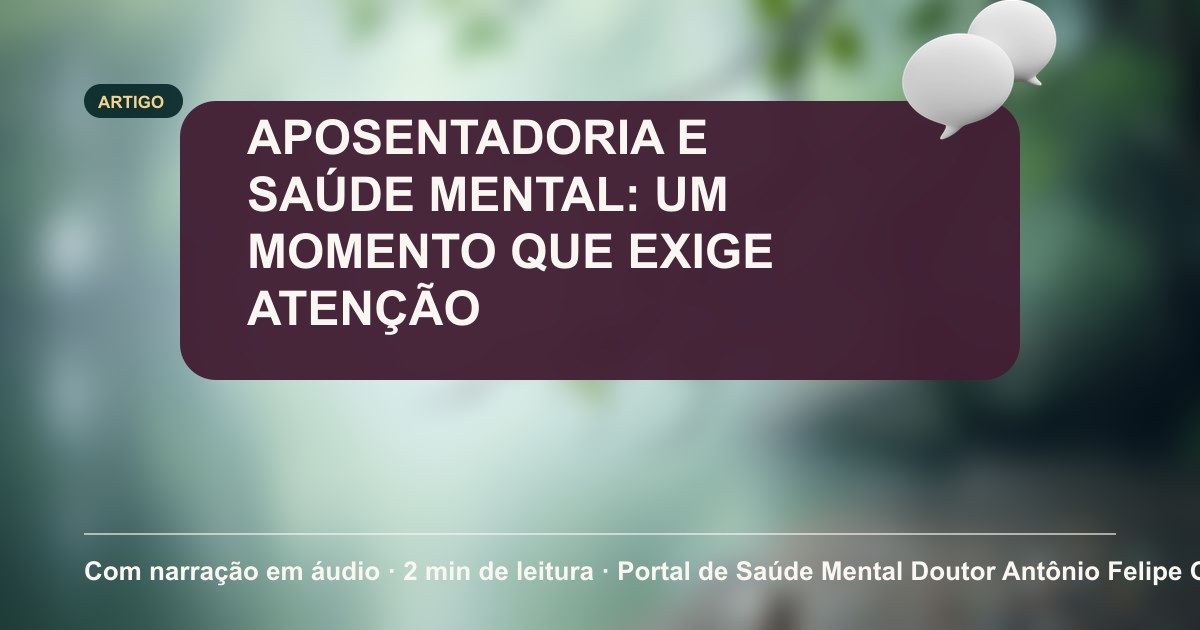 ARTIGO
APOSENTADORIA E
SAÚDE MENTAL: UM
MOMENTO QUE EXIGE
ATENÇÃO
Com narração em áudio · 2 min de leitura · Portal de Saúde Mental Doutor Antônio Felipe